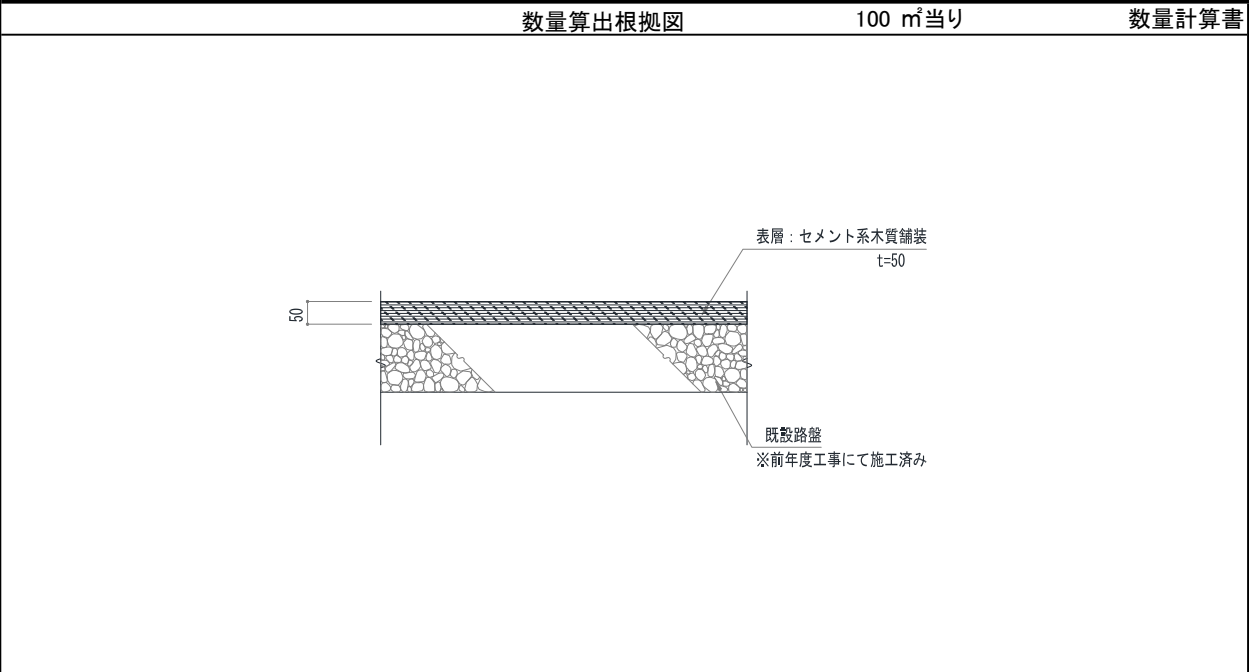 数量算出根拠図 100 ㎡当り 数量計算書
表層：セメント系木質舗装
t=50
50
既設路盤
※前年度工事にて施工済み